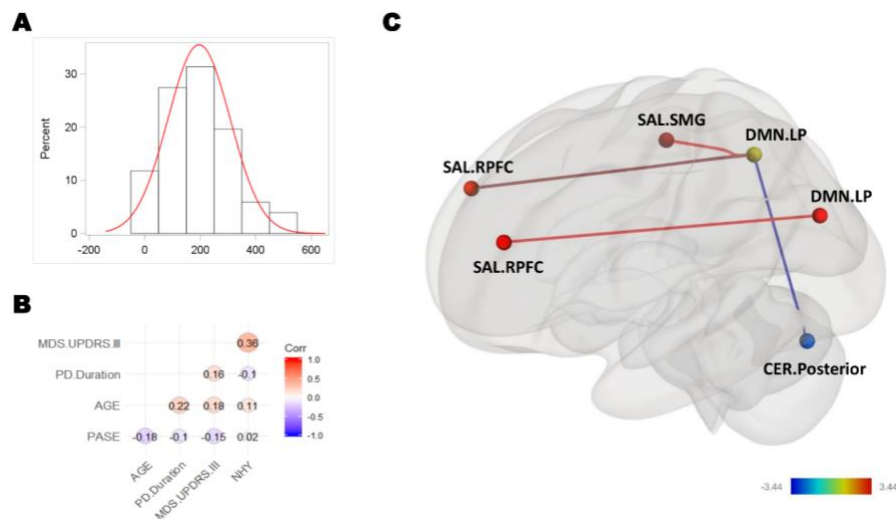 A
Percent
30
20
10
0
-200
0
200
400
600
B
MDS.UPDRS.III
0.36
PD.Duration
0.16 -0.1
AGE
0.22 0.18 0.11
PASE
-0.18 -0.1 -0.15 0.02
AGE
PD.Duration
MDS.UPDRS.III
NHY
Corr
1.0
0.5
0.0
-0.5
-1.0
C
SAL.SMG
DMN.LP
SAL.RPFC
DMN.LP
SAL.RPFC
CER.Posterior
-3.44 3.44